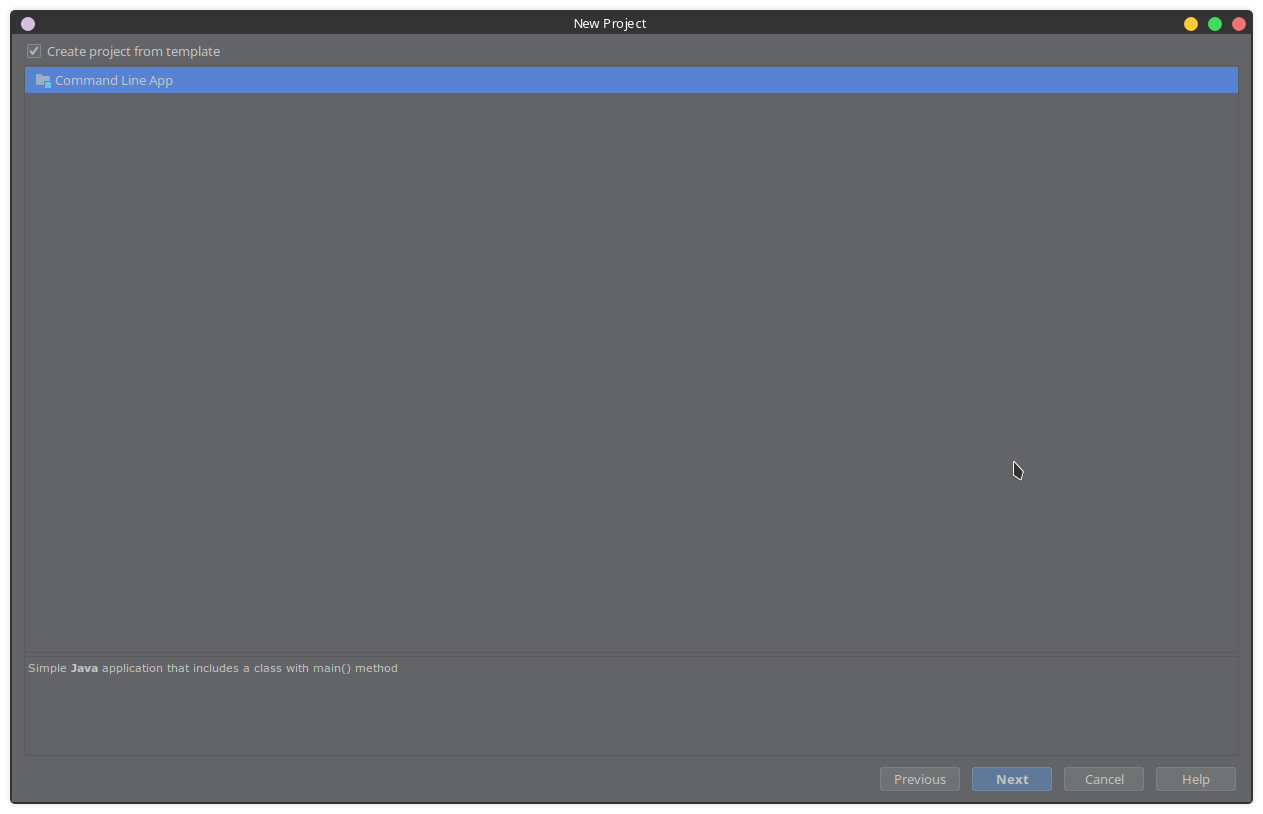 New Project
Create project from template
Command Line App
Simple Java application that includes a class with main() method
Previous Next Cancel Help